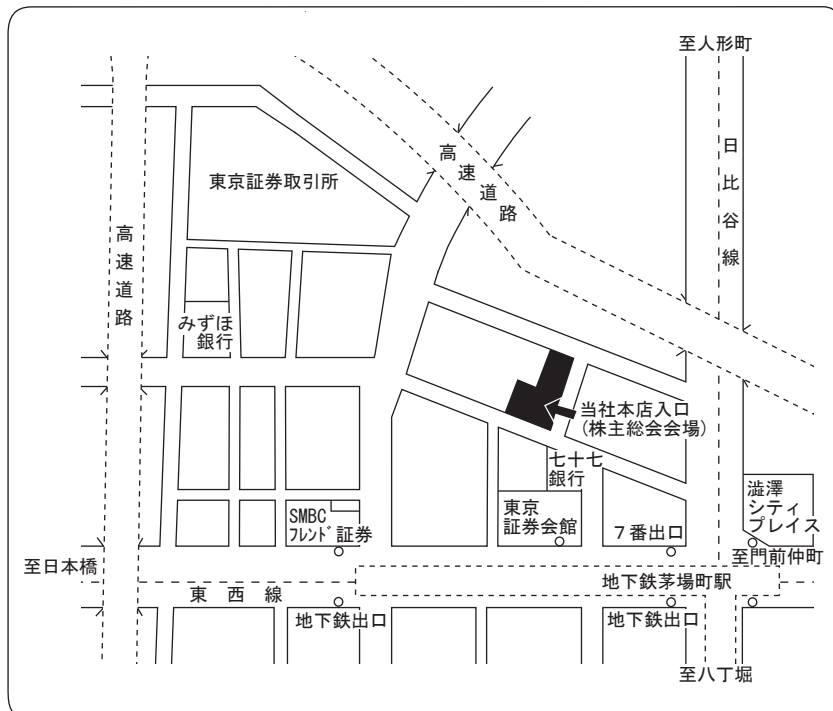 至人形町
高速道路
日比谷線
東京証券取引所
高速道路
みずほ
銀行
当社本店入口
(株主総会会場)
七十七
銀行
澁澤
シティ
プレイス
SMBC
フレンド証券
東京
証券会館
7番出口
至日本橋
至門前仲町
東西線
地下鉄茅場町駅
地下鉄出口
地下鉄出口
至八丁堀